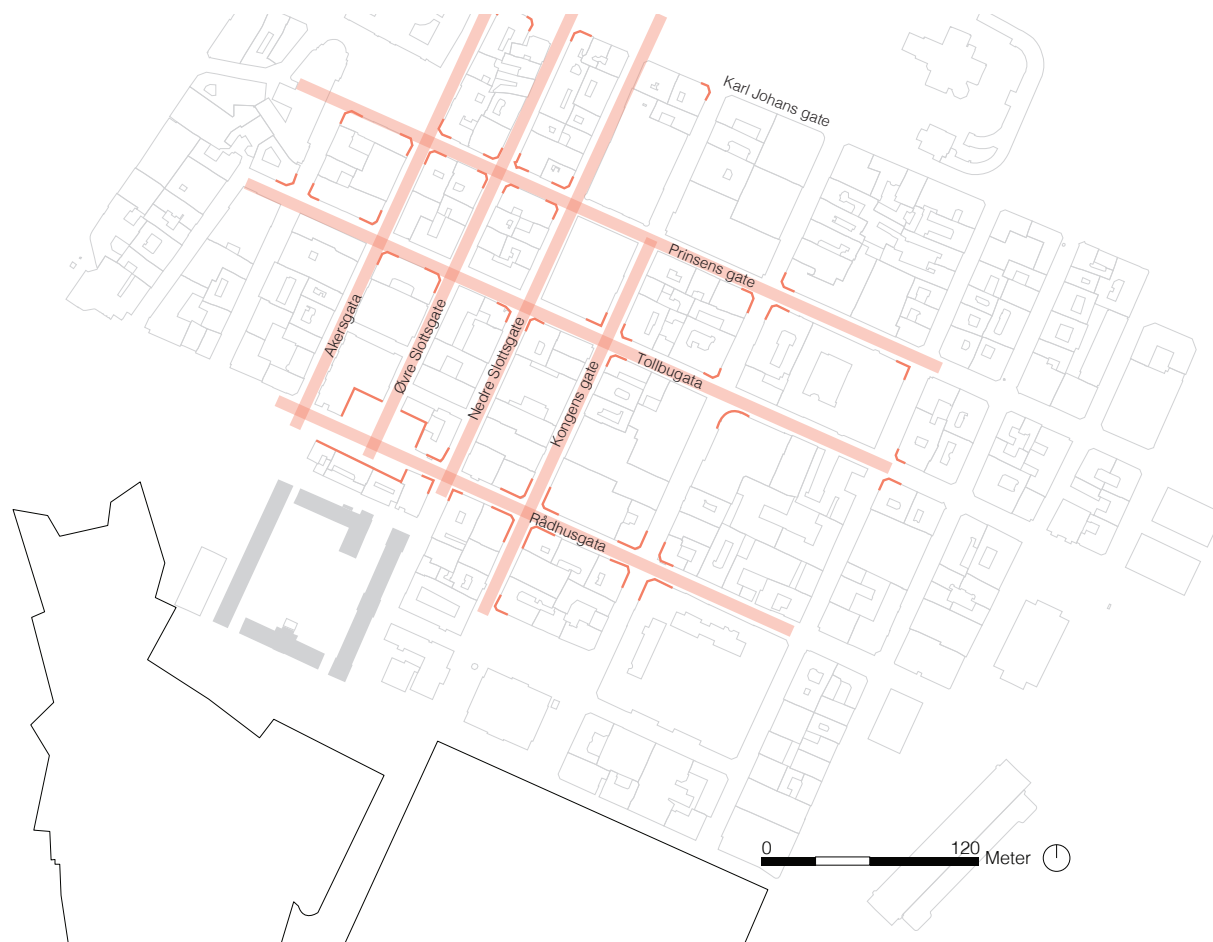 Karl Johans gate
Prinsens gate
Akersgata
Øvre Slottsgate
Nedre Slottsgate
Kongens gate
Tollbugata
Rådhusgata
0 120
Meter